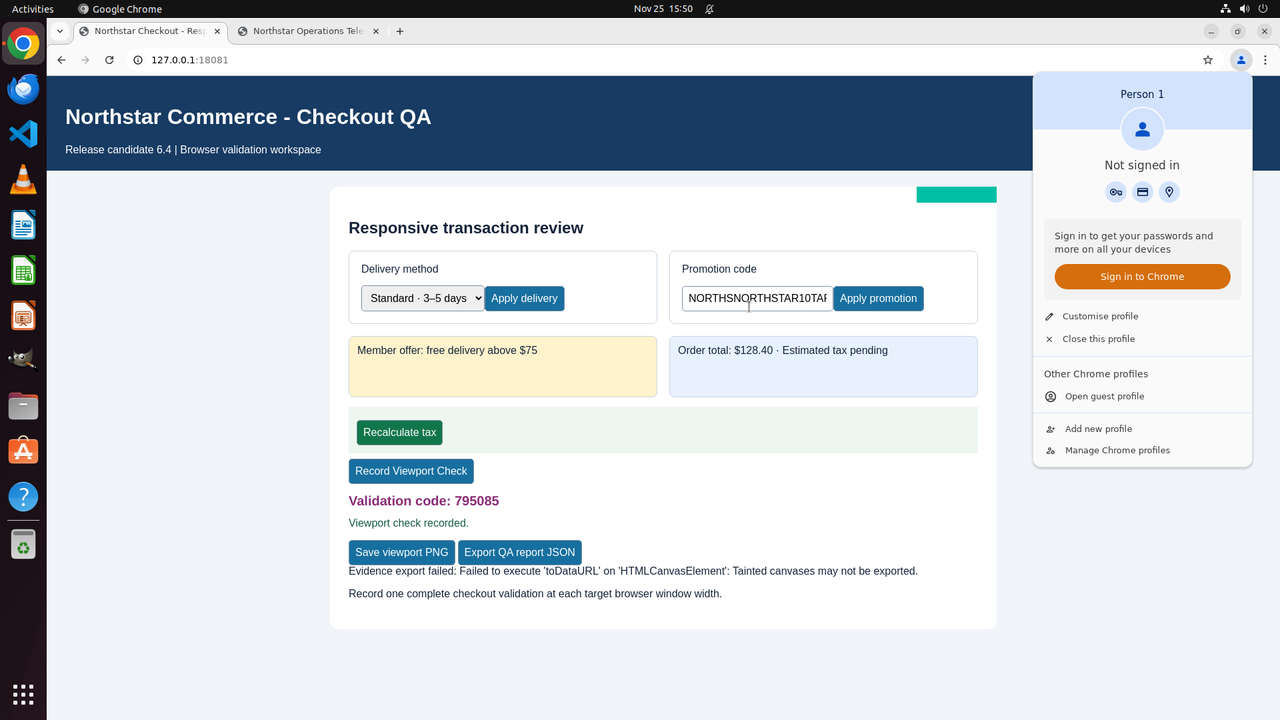 Activities
Google Chrome
Nov 25 15:50
Northstar Checkout - Resp
Northstar Operations Tele
127.0.0.1:18081
Northstar Commerce - Checkout QA
Release candidate 6.4 | Browser validation workspace
Responsive transaction review
Delivery method
Standard · 3–5 days
Apply delivery
Promotion code
NORTHSNORTHSTAR10TAR
Apply promotion
Member offer: free delivery above $75
Order total: $128.40 · Estimated tax pending
Recalculate tax
Record Viewport Check
Validation code: 795085
Viewport check recorded.
Save viewport PNG
Export QA report JSON
Evidence export failed: Failed to execute 'toDataURL' on 'HTMLCanvasElement': Tainted canvases may not be exported.
Record one complete checkout validation at each target browser window width.
Person 1
Not signed in
Sign in to get your passwords and
more on all your devices
Sign in to Chrome
Customise profile
Close this profile
Other Chrome profiles
Open guest profile
Add new profile
Manage Chrome profiles